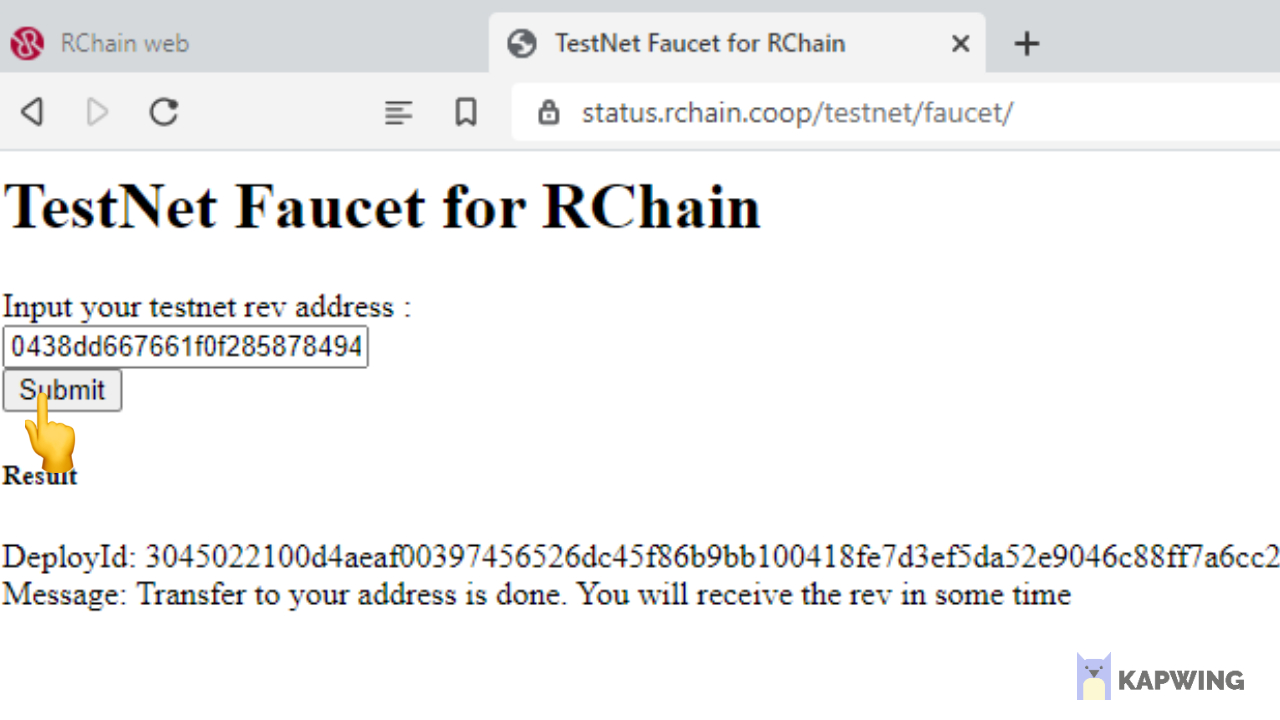 RChain web
TestNet Faucet for RChain
status.rchain.coop/testnet/faucet/
TestNet Faucet for RChain
Input your testnet rev address :
0438dd667661f0f285878494
Submit
Result
DeployId: 3045022100d4aeaf00397456526dc45f86b9bb100418fe7d3ef5da52e9046c88ff7a6cc2
Message: Transfer to your address is done. You will receive the rev in some time
KAPWING